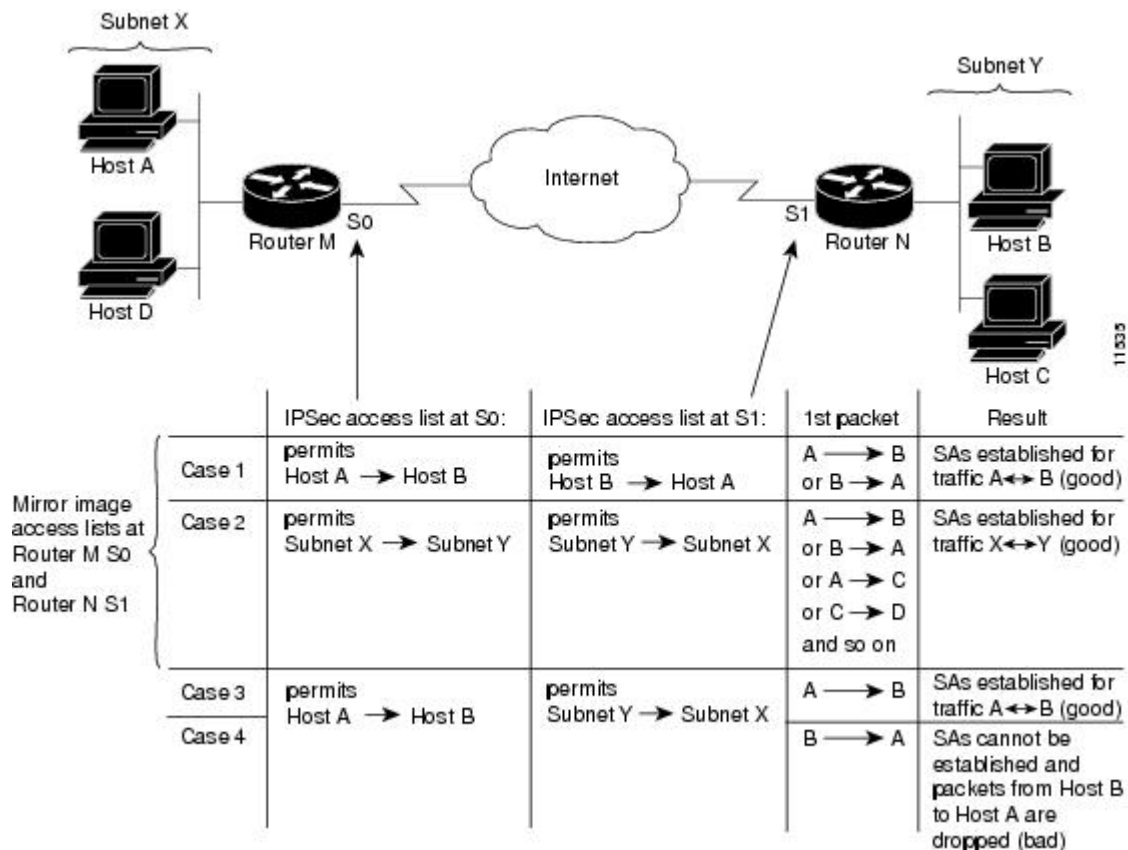 Subnet X
Subnet Y
Host A
Internet
S0
S1
Router M
Router N
Host B
Host D
Host C
11535
IPSec access list at S0:
IPSec access list at S1:
1st packet
Result
Mirror image
access lists at
Router M S0
and
Router N S1
Case 1
permits
Host A → Host B
permits
Host B → Host A
A → B
or B → A
SAs established for
traffic A↔B (good)
Case 2
permits
Subnet X → Subnet Y
permits
Subnet Y → Subnet X
A → B
or B → A
or A → C
or C → D
and so on
SAs established for
traffic X↔Y (good)
Case 3
Case 4
permits
Host A → Host B
permits
Subnet Y → Subnet X
A → B
SAs established for
traffic A↔B (good)
B → A
SAs cannot be
established and
packets from Host B
to Host A are
dropped (bad)